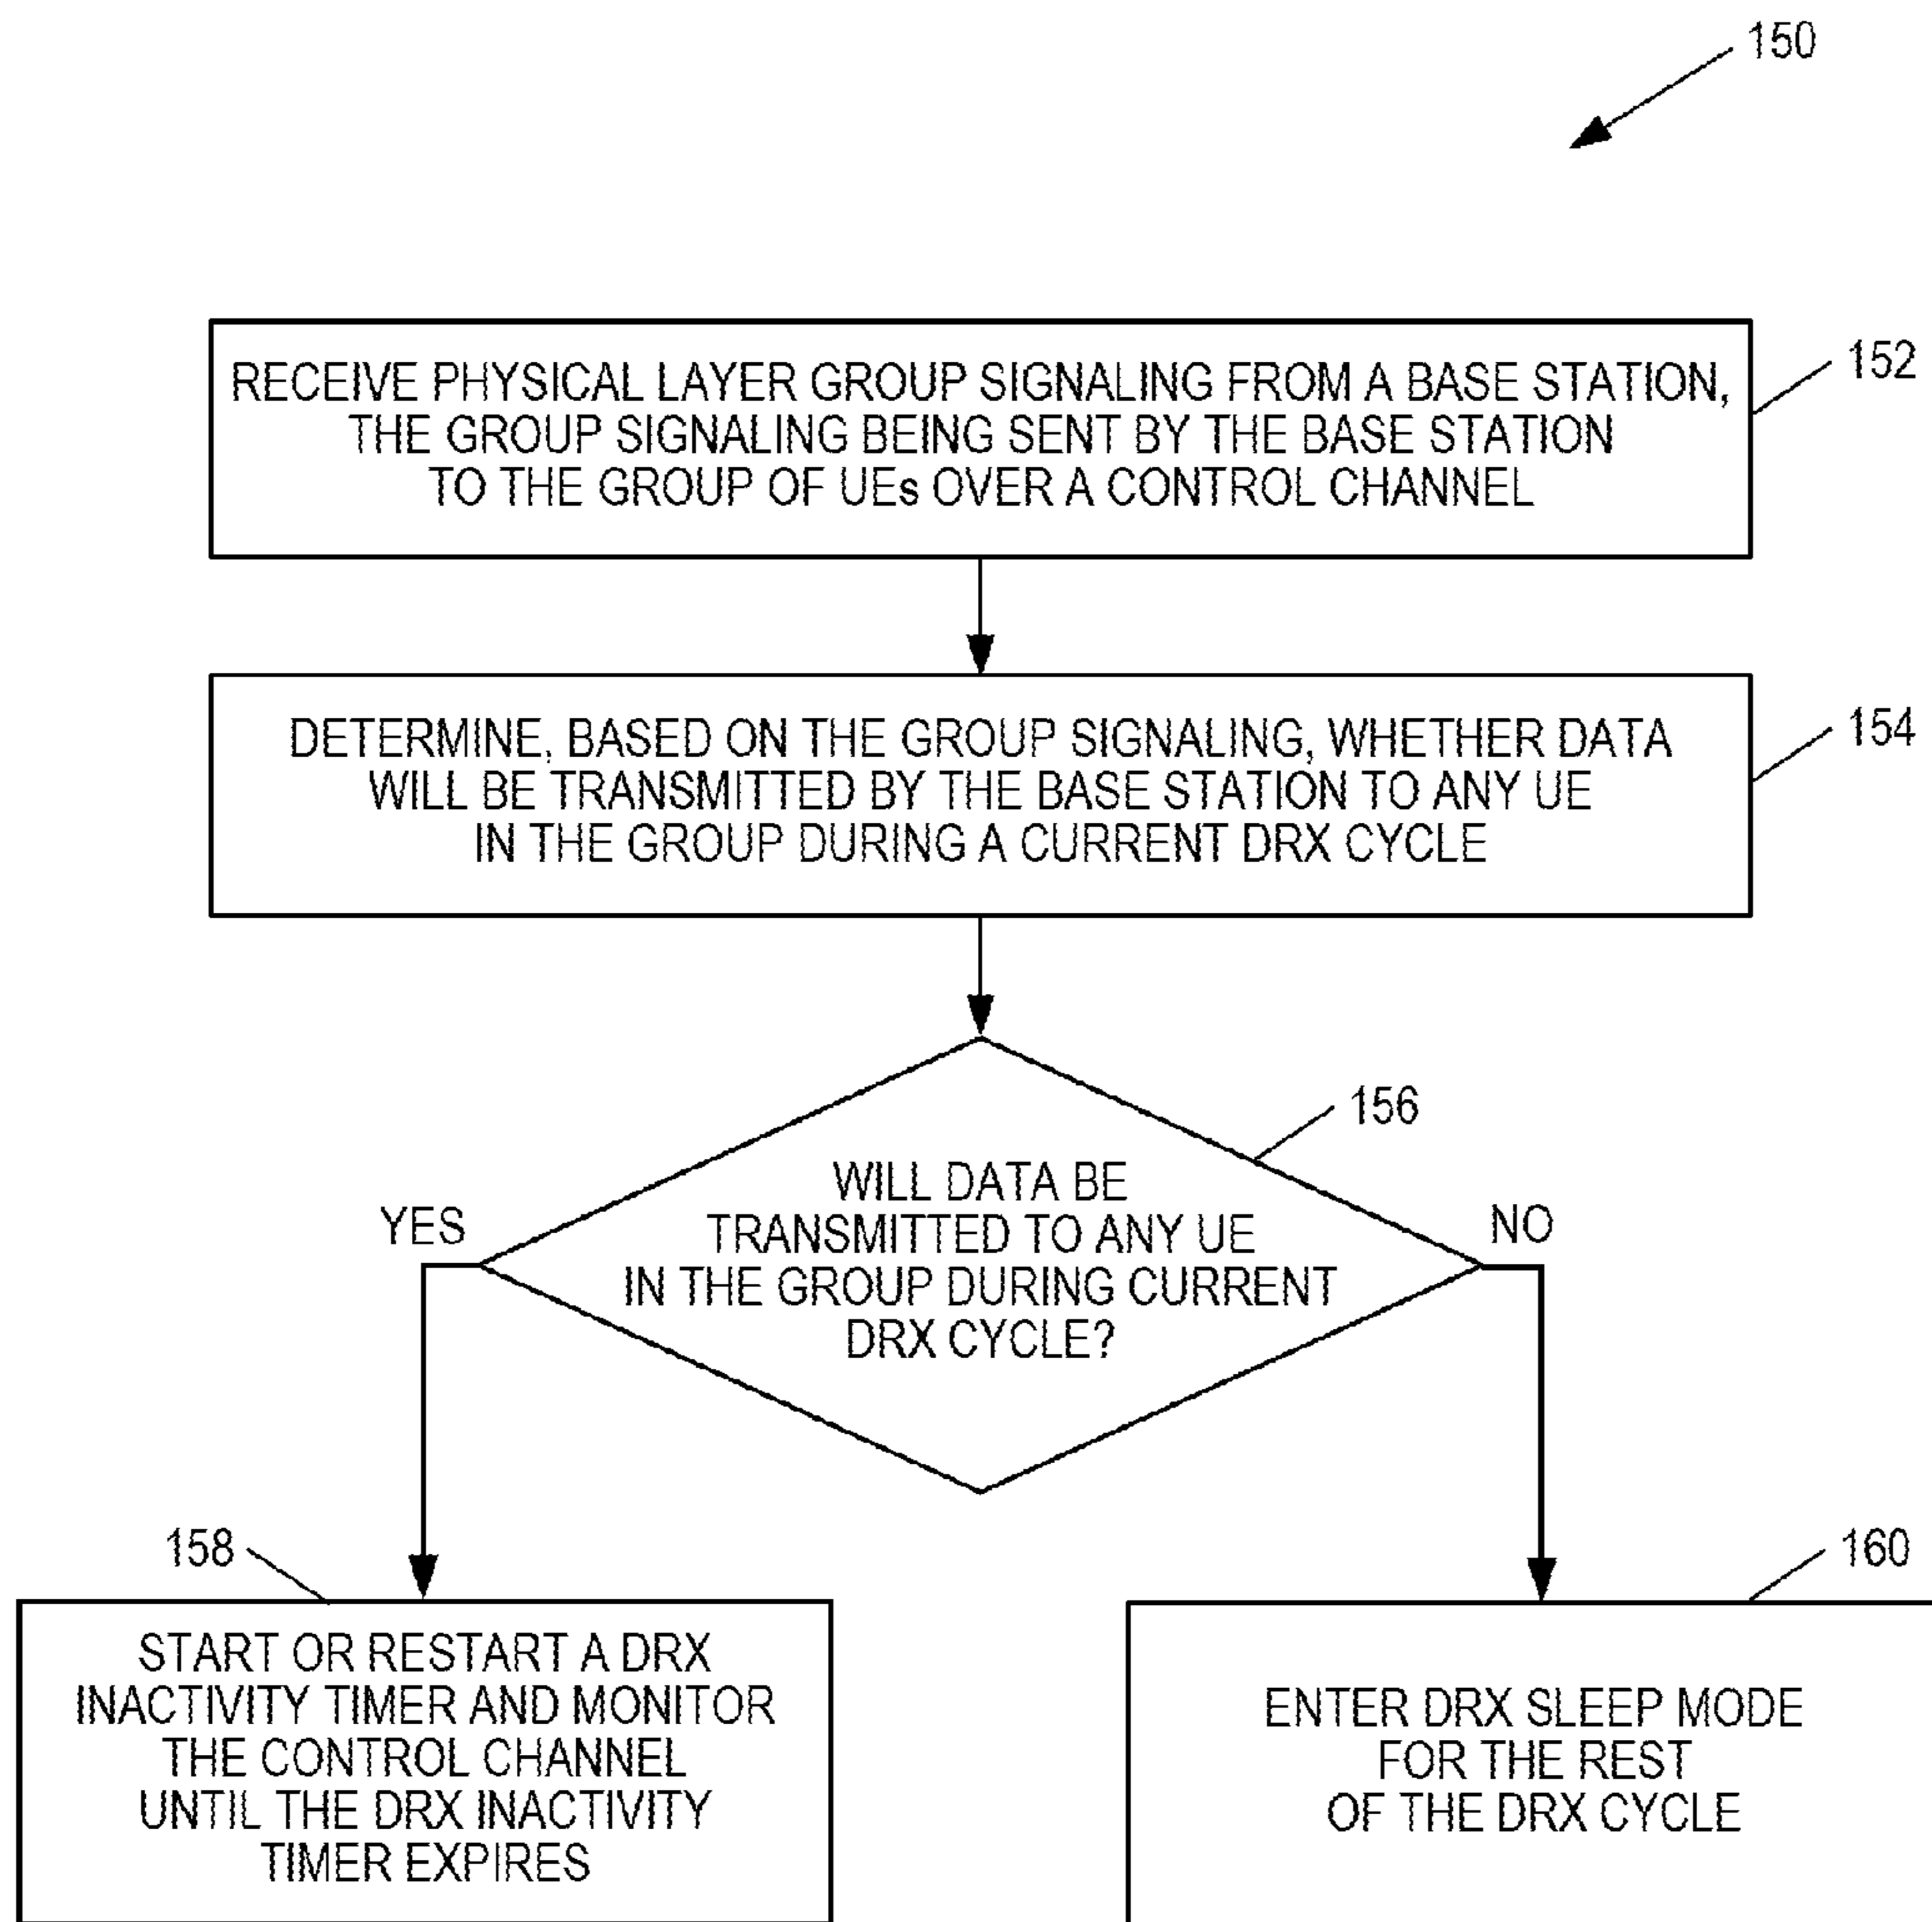 150
RECEIVE PHYSICAL LAYER GROUP SIGNALING FROM A BASE STATION,
THE GROUP SIGNALING BEING SENT BY THE BASE STATION
TO THE GROUP OF UEs OVER A CONTROL CHANNEL
152
DETERMINE, BASED ON THE GROUP SIGNALING, WHETHER DATA
WILL BE TRANSMITTED BY THE BASE STATION TO ANY UE
IN THE GROUP DURING A CURRENT DRX CYCLE
154
156
WILL DATA BE
TRANSMITTED TO ANY UE
IN THE GROUP DURING CURRENT
DRX CYCLE?
YES
NO
158
START OR RESTART A DRX
INACTIVITY TIMER AND MONITOR
THE CONTROL CHANNEL
UNTIL THE DRX INACTIVITY
TIMER EXPIRES
160
ENTER DRX SLEEP MODE
FOR THE REST
OF THE DRX CYCLE